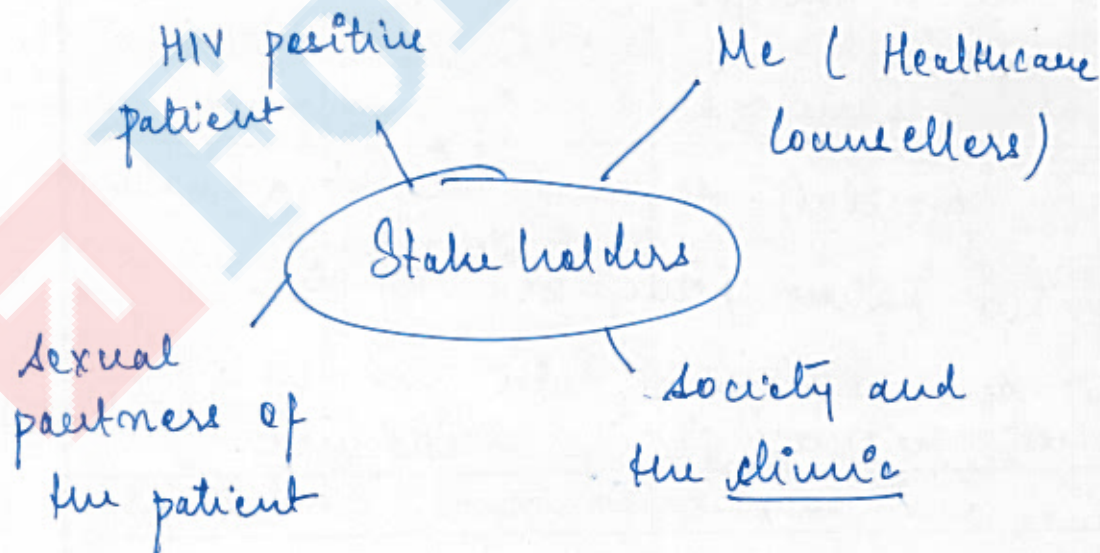 HIV positive
patient
Me ( Healthcare
Counsellers)
Stake holders
sexual
partners of
the patient
society and
the clinic